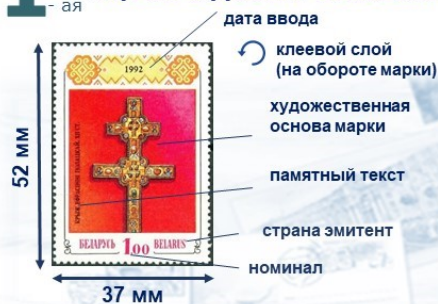 - ая
дата ввода
1992
клеевой слой
(на обороте марки)
художественная
основа марки
52 мм
памятный текст
страна эмитент
БЕЛАРУСЬ 1.00 BELARUS
номинал
37 мм